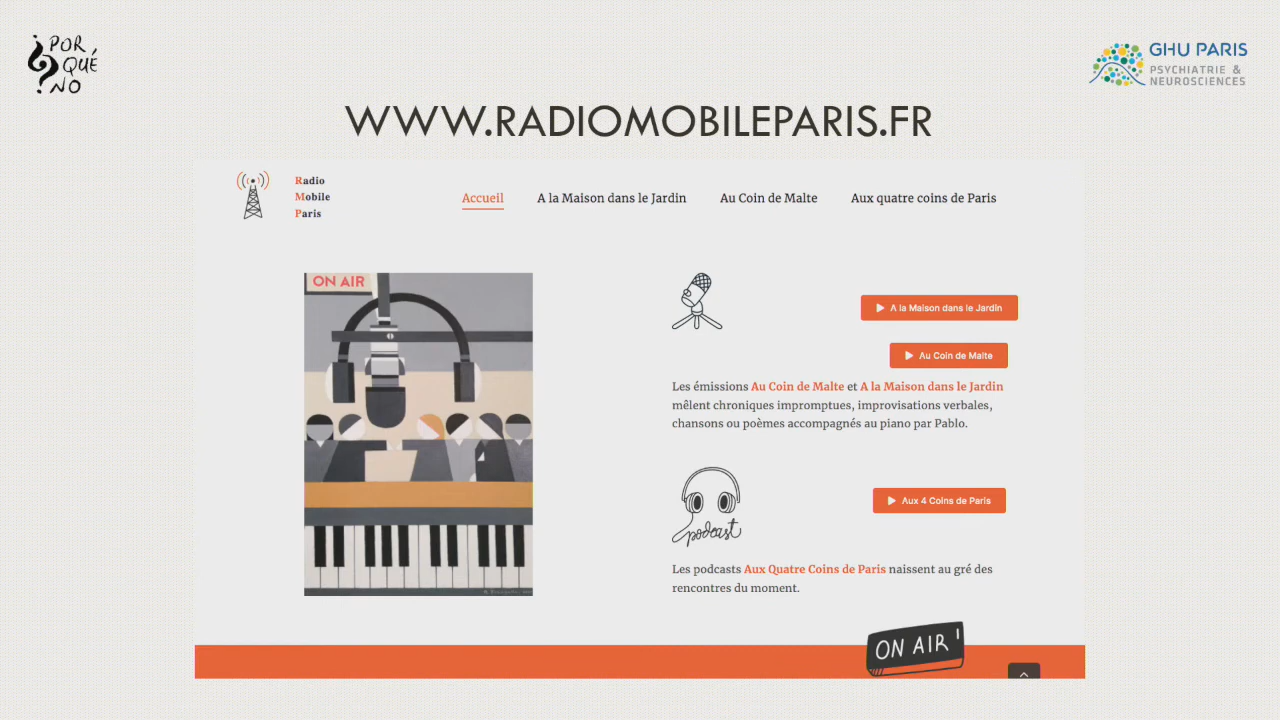 ¿POR
QUÉ
NO
GHU PARIS
PSYCHIATRIE &
NEUROSCIENCES
WWW.RADIOMOBILEPARIS.FR
Radio
Mobile
Paris
Accueil
A la Maison dans le Jardin
Au Coin de Malte
Aux quatre coins de Paris
ON AIR
A la Maison dans le Jardin
Au Coin de Malte
Les émissions Au Coin de Malte et A la Maison dans le Jardin
mêlent chroniques impromptues, improvisations verbales,
chansons ou poèmes accompagnés au piano par Pablo.
podcast
Aux 4 Coins de Paris
Les podcasts Aux Quatre Coins de Paris naissent au gré des
rencontres du moment.
ON AIR